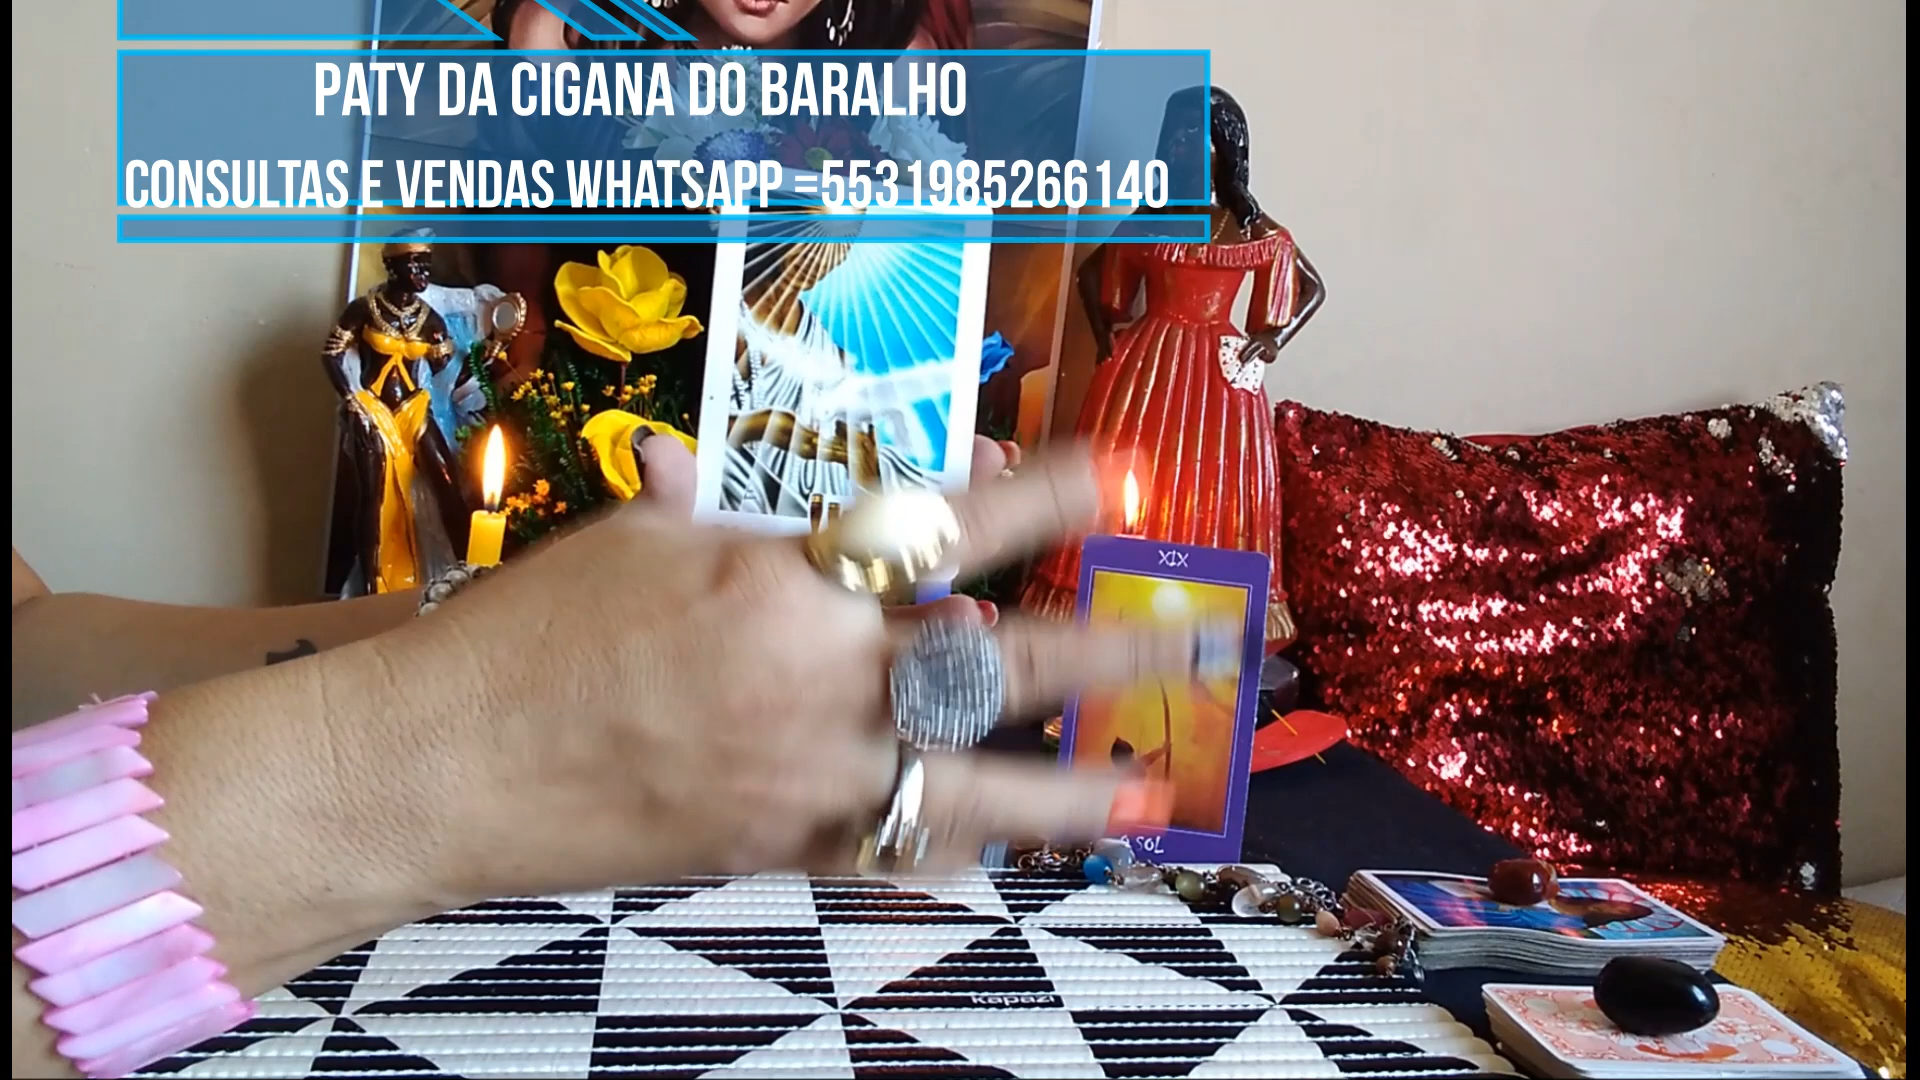 PATY DA CIGANA DO BARALHO
CONSULTAS E VENDAS WHATSAPP =5531985266140
XIX
O SOL
kapazi